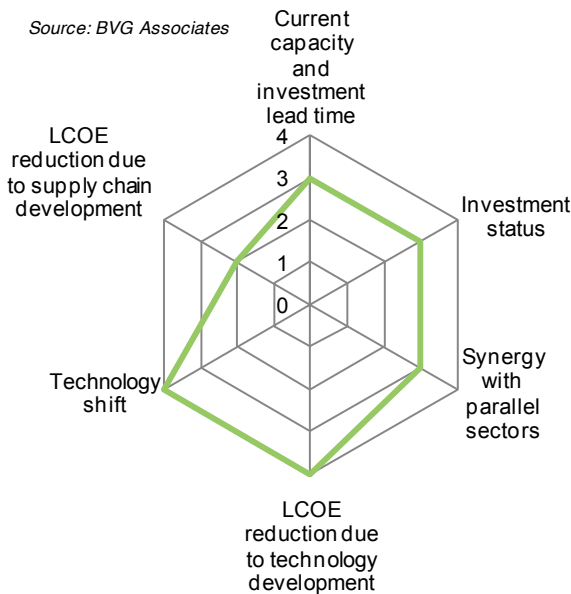 Source: BVG Associates
Current
capacity
and
investment
lead time
LCOE
reduction due
to supply chain
development
4
3
2
1
0
Investment
status
Technology
shift
Synergy
with
parallel
sectors
LCOE
reduction due
to technology
development